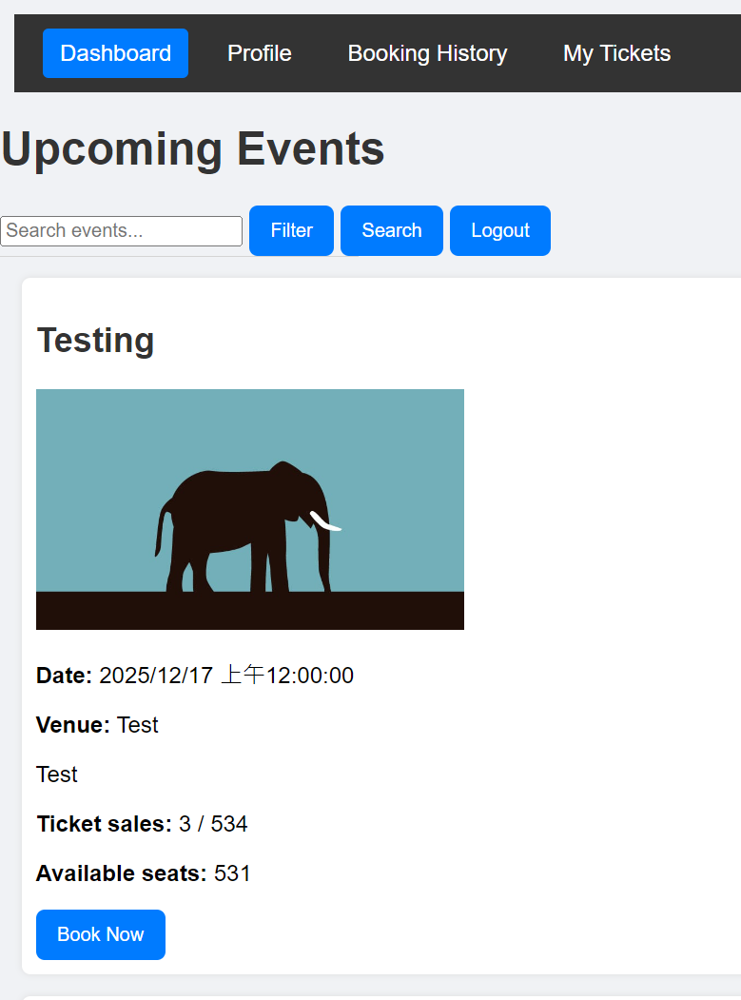 Dashboard Profile Booking History My Tickets
Upcoming Events
Search events... Filter Search Logout
Testing
Date: 2025/12/17 上午12:00:00
Venue: Test
Test
Ticket sales: 3 / 534
Available seats: 531
Book Now